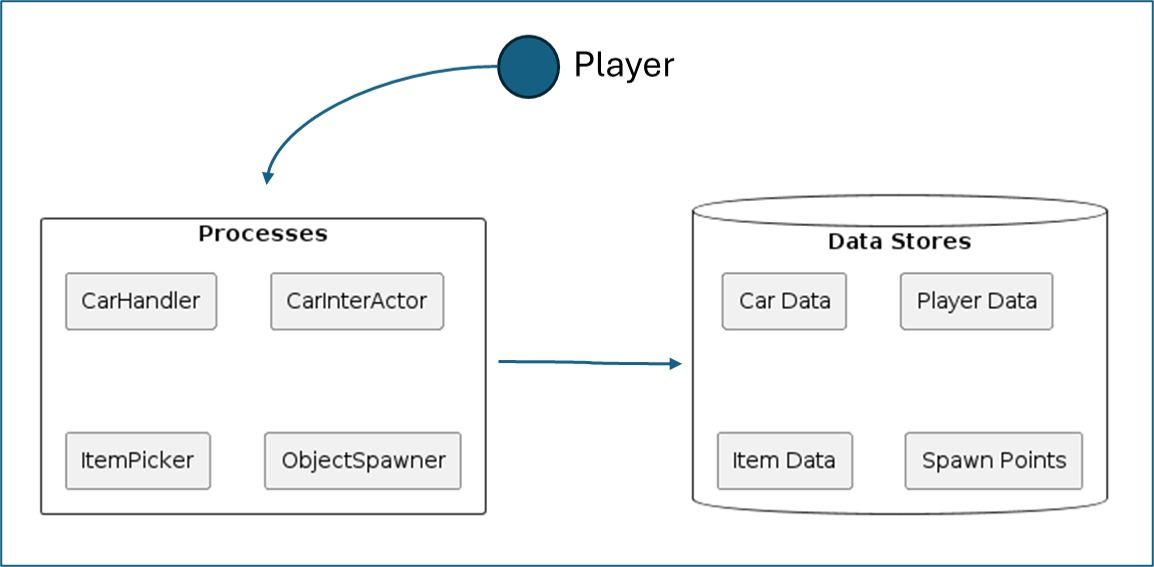 Player
Processes
CarHandler
CarInterActor
ItemPicker
ObjectSpawner
Data Stores
Car Data
Player Data
Item Data
Spawn Points